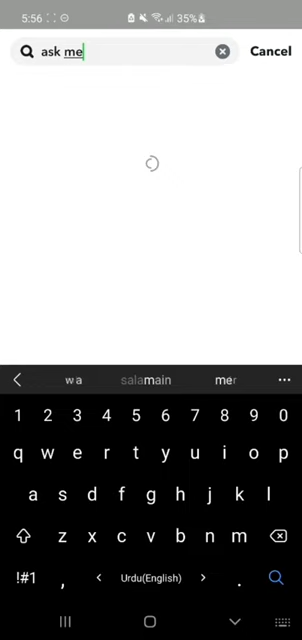 5:56 35%
ask me Cancel
wa salamain mer
1 2 3 4 5 6 7 8 9 0
q w e r t y u i o p
a s d f g h j k l
z x c v b n m
!#1 , < Urdu(English) > .